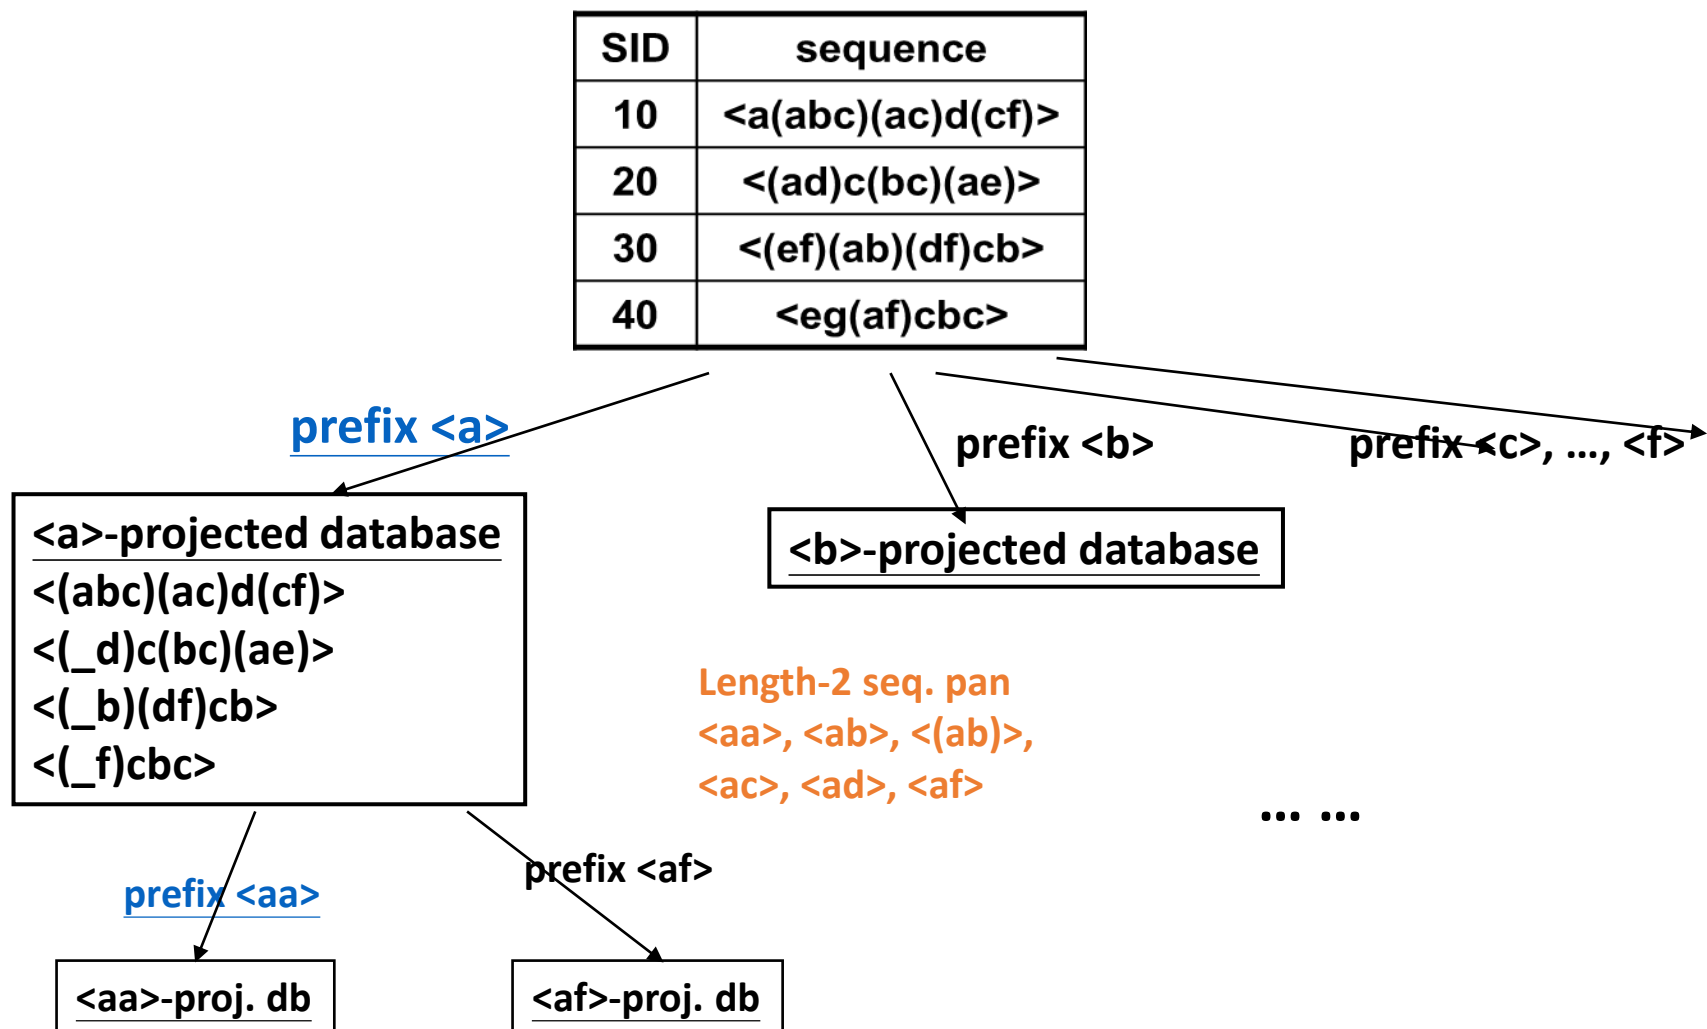 SID sequence
10 <a(abc)(ac)d(cf)>
20 <(ad)c(bc)(ae)>
30 <(ef)(ab)(df)cb>
40 <eg(af)cbc>
prefix <a>
prefix <b>
prefix <c>, ..., <f>
<a>-projected database
<(abc)(ac)d(cf)>
<(_d)c(bc)(ae)>
<(_b)(df)cb>
<(_f)cbc>
<b>-projected database
Length-2 seq. pan
<aa>, <ab>, <(ab)>,
<ac>, <ad>, <af>
... ...
prefix <aa>
prefix <af>
<aa>-proj. db
<af>-proj. db